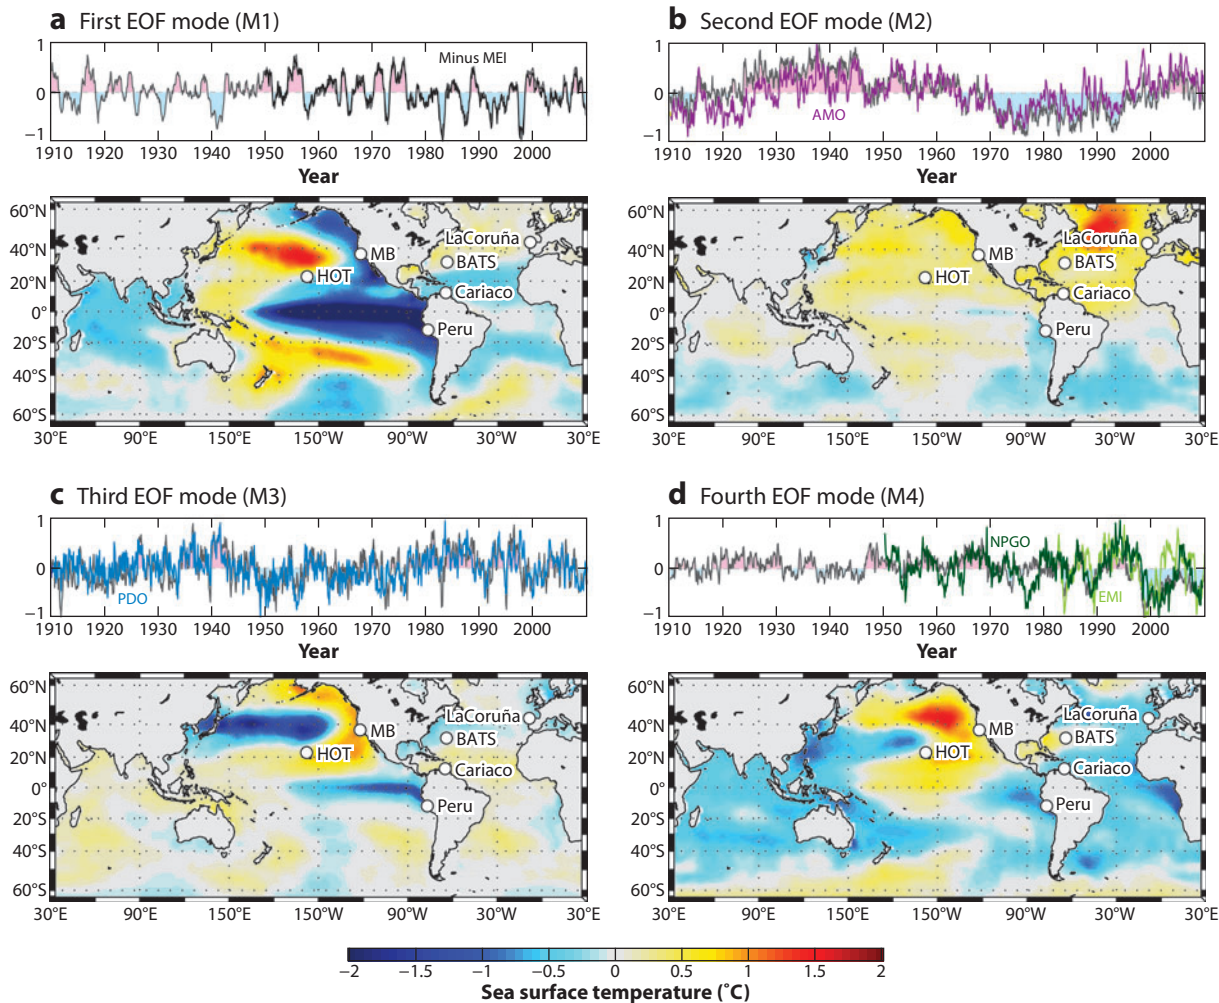 a First EOF mode (M1)
1
0
−1
Minus MEI
1910 1920 1930 1940 1950 1960 1970 1980 1990 2000
Year
60°N
40°N
20°N
0°
20°S
40°S
60°S
MB
HOT
LaCoruña
BATS
Cariaco
Peru
30°E 90°E 150°E 150°W 90°W 30°W 30°E
b Second EOF mode (M2)
1
0
−1
AMO
1910 1920 1930 1940 1950 1960 1970 1980 1990 2000
Year
60°N
40°N
20°N
0°
20°S
40°S
60°S
LaCoruña
MB
BATS
HOT
Cariaco
Peru
30°E 90°E 150°E 150°W 90°W 30°W 30°E
c Third EOF mode (M3)
1
0
−1
PDO
1910 1920 1930 1940 1950 1960 1970 1980 1990 2000
Year
60°N
40°N
20°N
0°
20°S
40°S
60°S
LaCoruña
MB
BATS
HOT
Cariaco
Peru
30°E 90°E 150°E 150°W 90°W 30°W 30°E
d Fourth EOF mode (M4)
1
0
−1
NPGO
EMI
1910 1920 1930 1940 1950 1960 1970 1980 1990 2000
Year
60°N
40°N
20°N
0°
20°S
40°S
60°S
LaCoruña
MB
BATS
HOT
Cariaco
Peru
30°E 90°E 150°E 150°W 90°W 30°W 30°E
−2 −1 −0.5 0 0.5 1 1.5 2
Sea surface temperature (˚C)